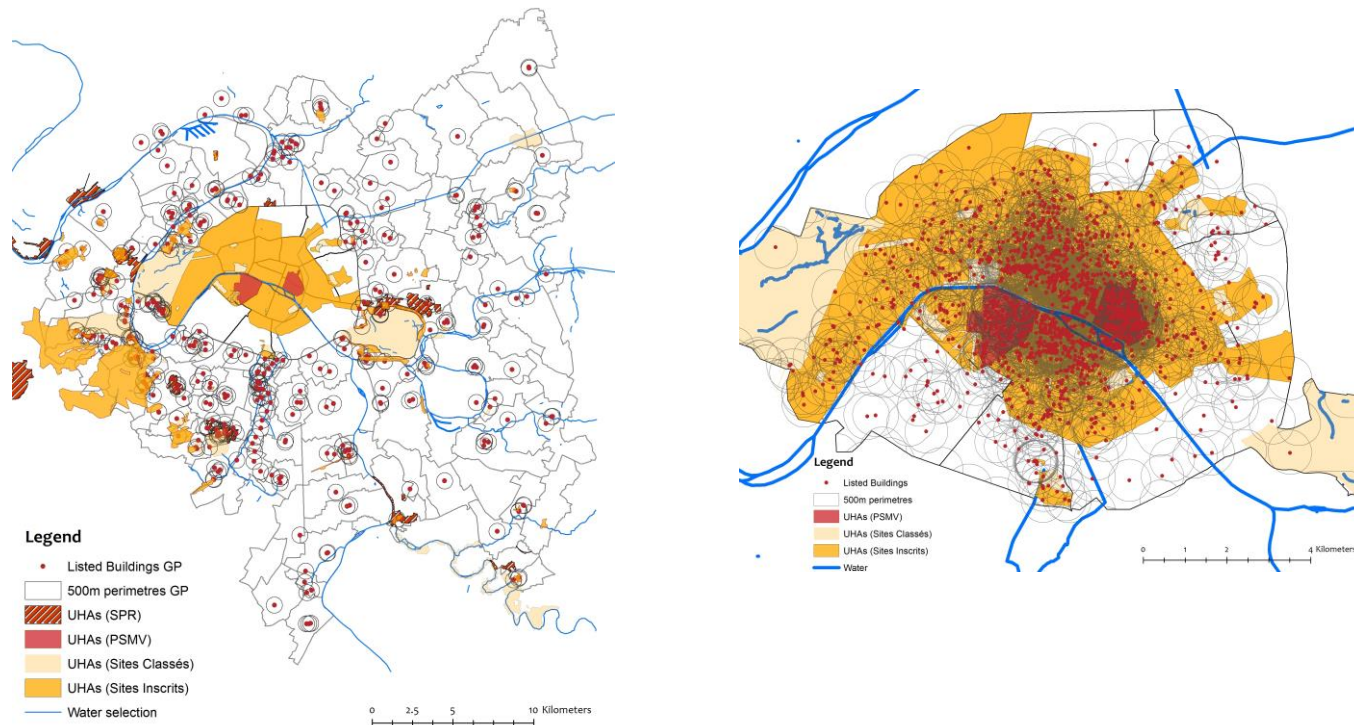 Legend
Listed Buildings GP
500m perimetres GP
UHAs (SPR)
UHAs (PSMV)
UHAs (Sites Classés)
UHAs (Sites Inscrits)
Water selection
0 2.5 5 10 Kilometers
Legend
Listed Buildings
500m perimetres
UHAs (PSMV)
UHAs (Sites Classés)
UHAs (Sites Inscrits)
Water
0 1 2 4 Kilometers